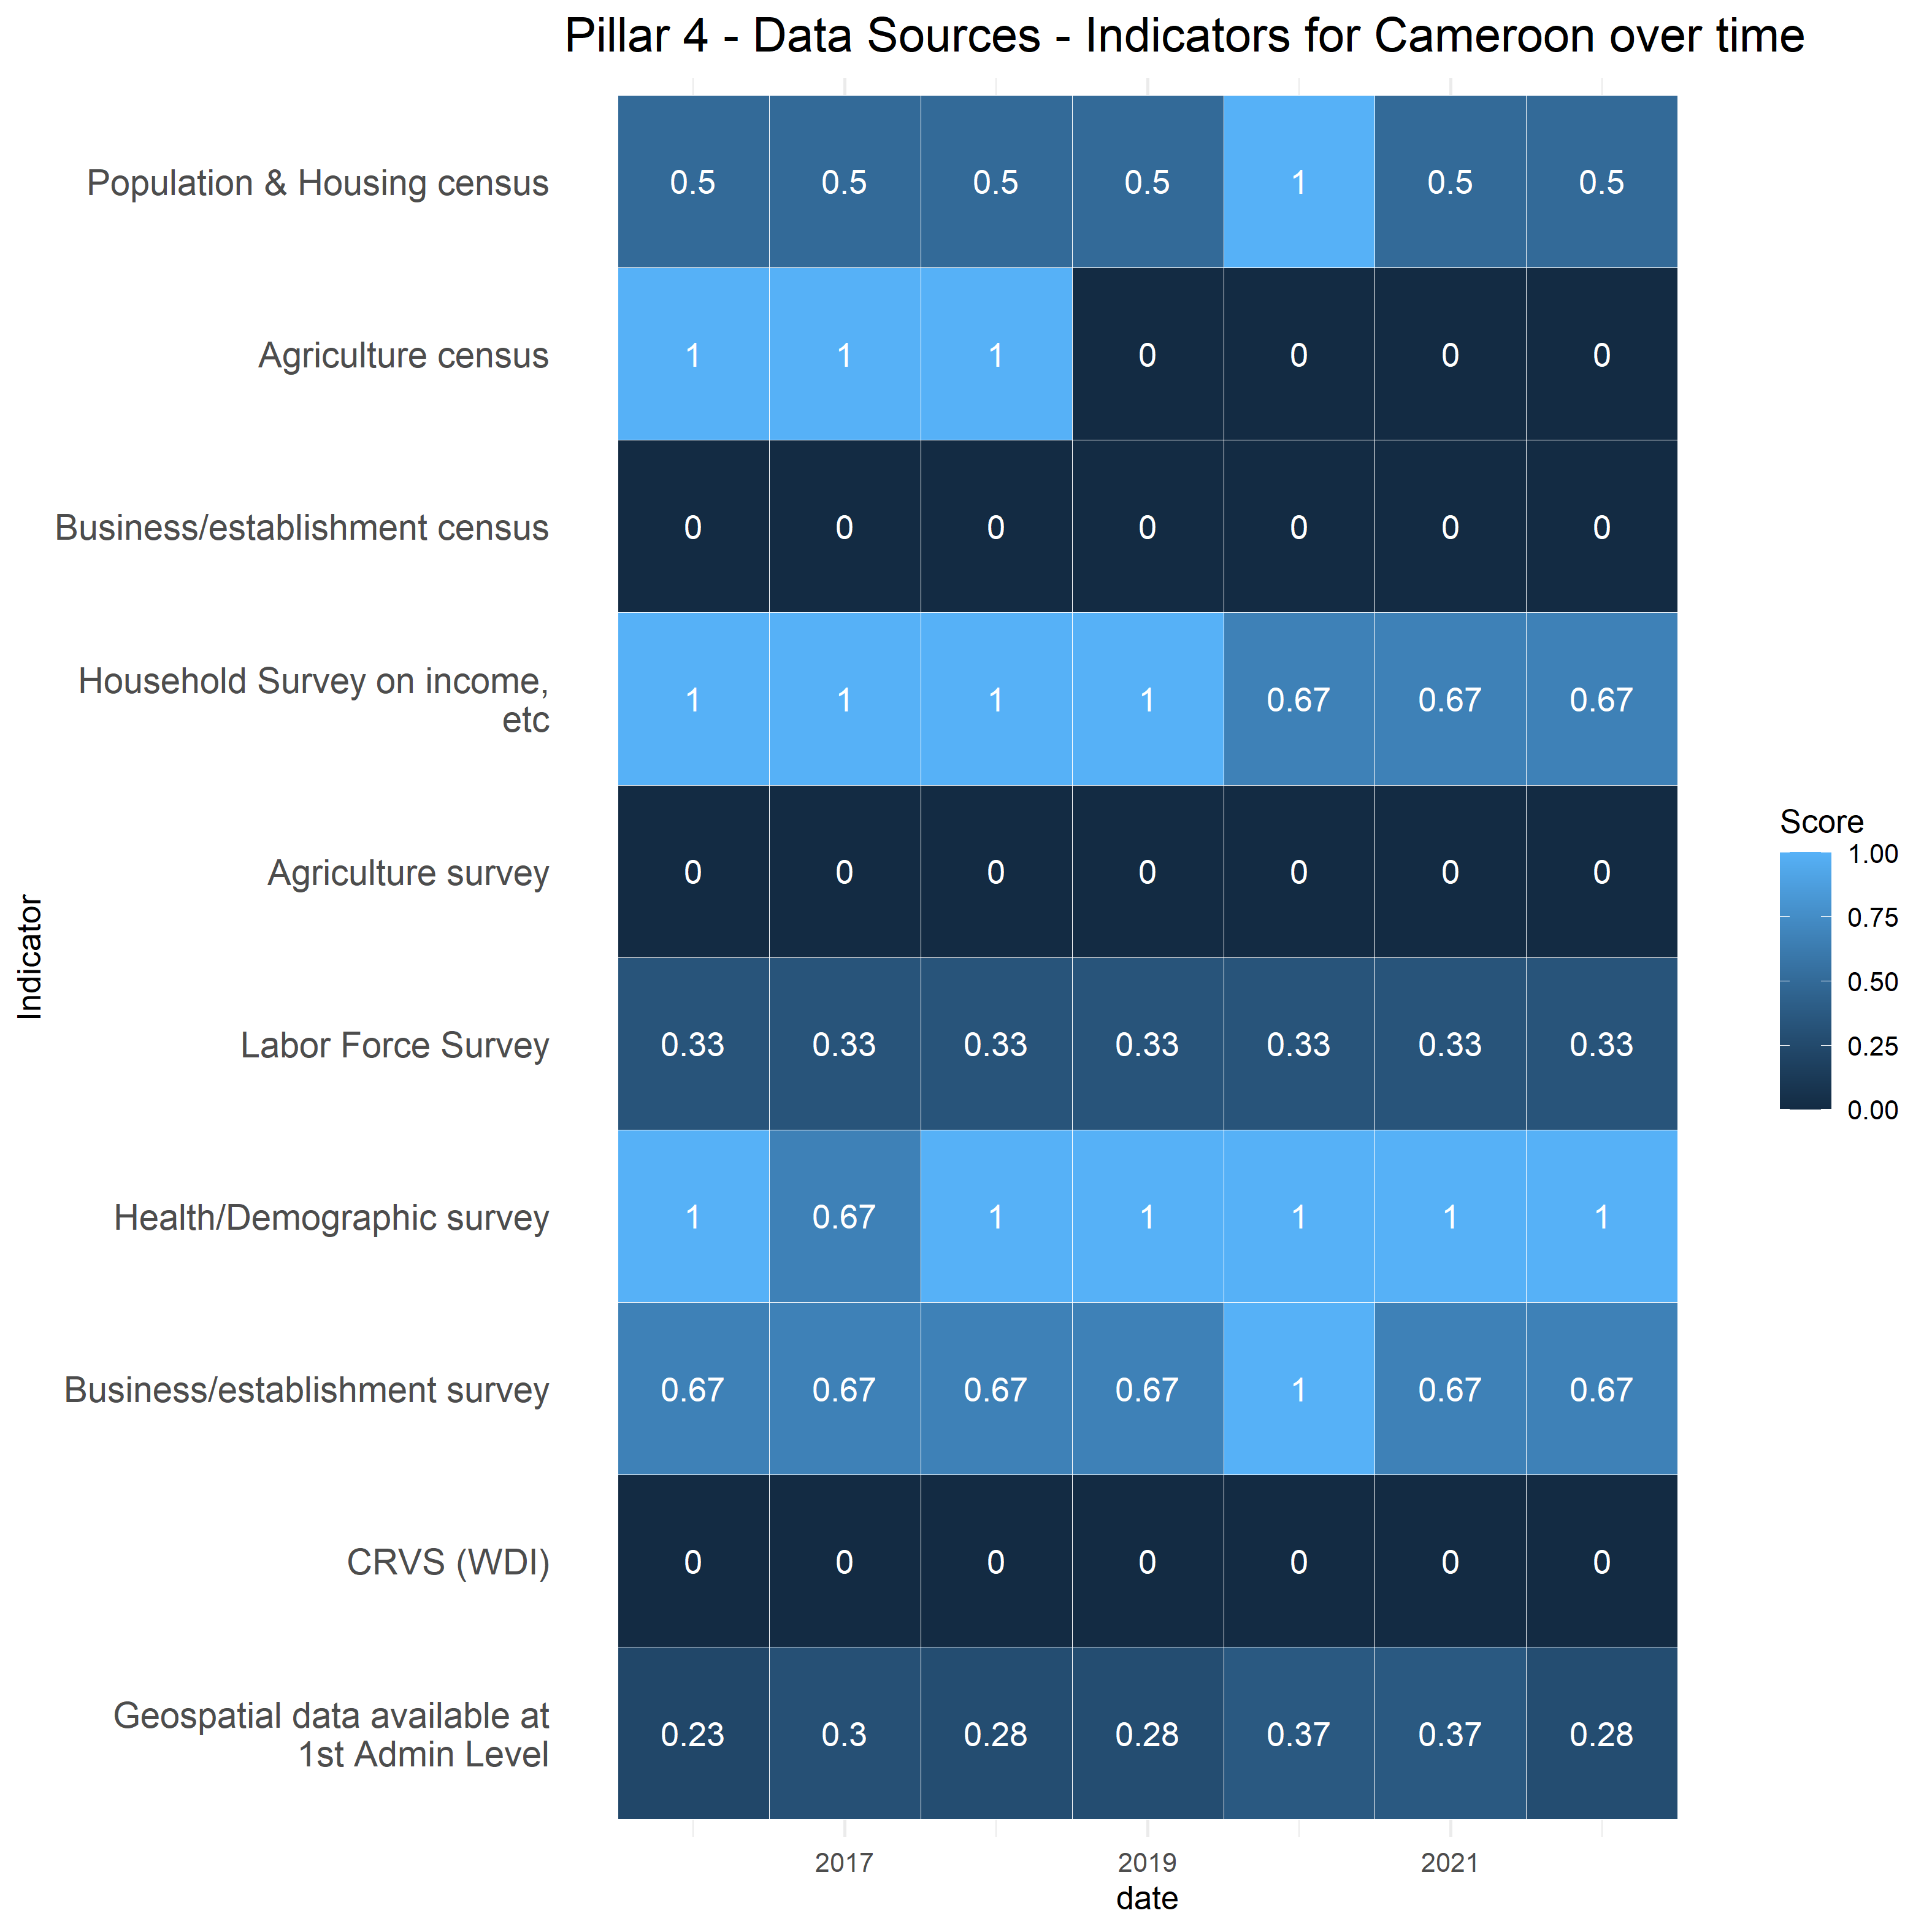 Pillar 4 - Data Sources - Indicators for Cameroon over time
Population & Housing census 0.5 0.5 0.5 0.5 1 0.5 0.5
Agriculture census 1 1 1 0 0 0 0
Business/establishment census 0 0 0 0 0 0 0
Household Survey on income,
etc 1 1 1 1 0.67 0.67 0.67
Agriculture survey 0 0 0 0 0 0 0
Labor Force Survey 0.33 0.33 0.33 0.33 0.33 0.33 0.33
Health/Demographic survey 1 0.67 1 1 1 1 1
Business/establishment survey 0.67 0.67 0.67 0.67 1 0.67 0.67
CRVS (WDI) 0 0 0 0 0 0 0
Geospatial data available at
1st Admin Level 0.23 0.3 0.28 0.28 0.37 0.37 0.28
2017 2019 2021
date
Indicator
Score
1.00
0.75
0.50
0.25
0.00